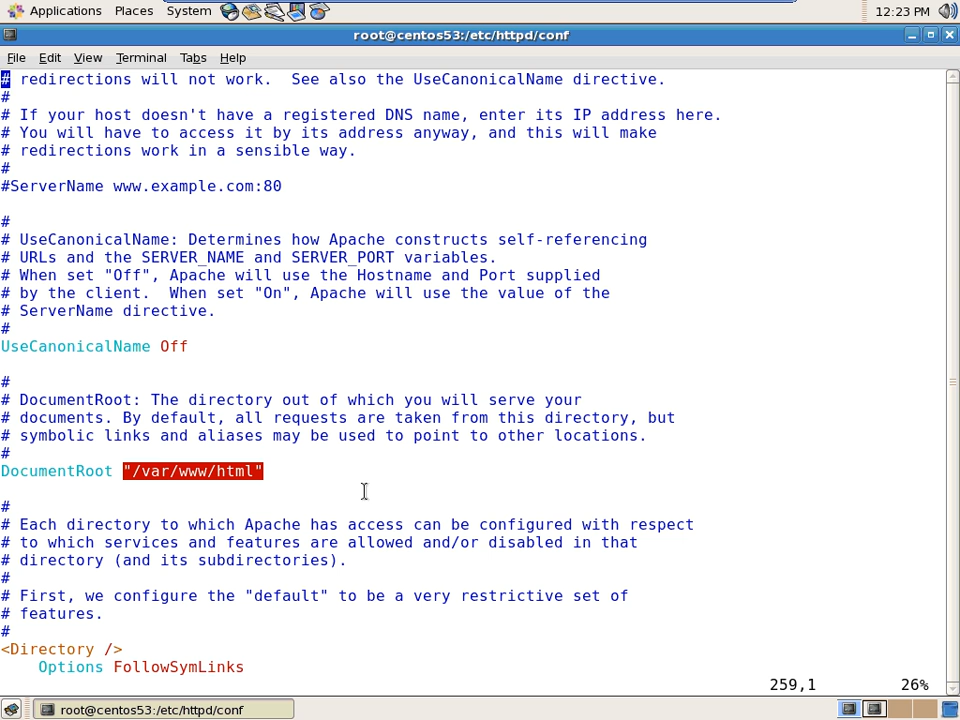 Applications Places System 12:23 PM
root@centos53:/etc/httpd/conf
File Edit View Terminal Tabs Help
# redirections will not work.  See also the UseCanonicalName directive.
#
# If your host doesn't have a registered DNS name, enter its IP address here.
# You will have to access it by its address anyway, and this will make
# redirections work in a sensible way.
#
#ServerName www.example.com:80
#
# UseCanonicalName: Determines how Apache constructs self-referencing
# URLs and the SERVER_NAME and SERVER_PORT variables.
# When set "Off", Apache will use the Hostname and Port supplied
# by the client.  When set "On", Apache will use the value of the
# ServerName directive.
#
UseCanonicalName Off
#
# DocumentRoot: The directory out of which you will serve your
# documents. By default, all requests are taken from this directory, but
# symbolic links and aliases may be used to point to other locations.
#
DocumentRoot "/var/www/html"
#
# Each directory to which Apache has access can be configured with respect
# to which services and features are allowed and/or disabled in that
# directory (and its subdirectories).
#
# First, we configure the "default" to be a very restrictive set of
# features.
#
<Directory />
    Options FollowSymLinks
259,1 26%
root@centos53:/etc/httpd/conf